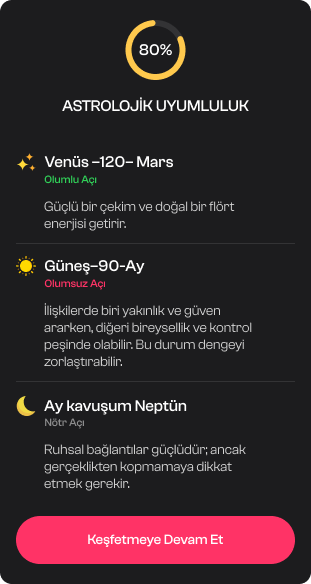 80%
ASTROLOJİK UYUMLULUK
Venüs –120– Mars
Olumlu Açı
Güçlü bir çekim ve doğal bir flört
enerjisi getirir.
Güneş–90-Ay
Olumsuz Açı
İlişkilerde biri yakınlık ve güven
ararken, diğeri bireysellik ve kontrol
peşinde olabilir. Bu durum dengeyi
zorlaştırabilir.
Ay kavuşum Neptün
Nötr Açı
Ruhsal bağlantılar güçlüdür; ancak
gerçeklikten kopmamaya dikkat
etmek gerekir.
Keşfetmeye Devam Et